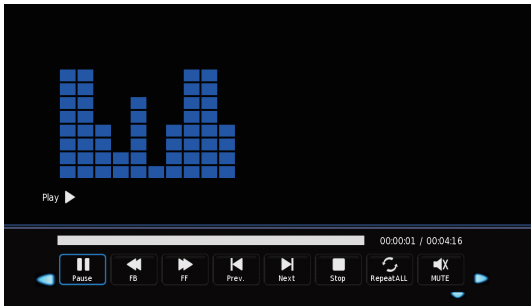 Play
00:00:01 / 00:04:16
Pause FB FF Prev. Next Stop RepeatALL MUTE